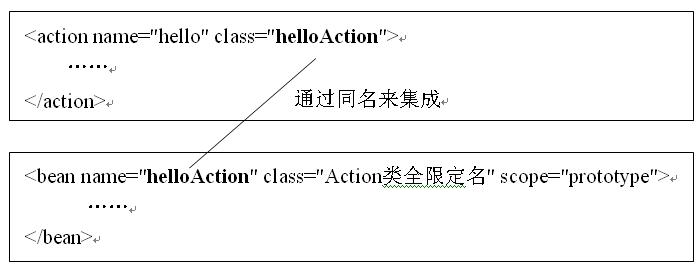 <action name="hello" class="helloAction">
……
</action>
通过同名来集成
<bean name="helloAction" class="Action类全限定名" scope="prototype">
……
</bean>